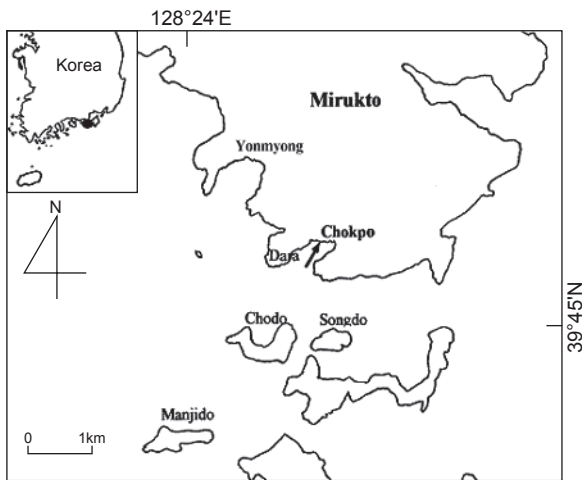 128°24'E
Korea
Mirukto
Yonmyong
N
Chokpo
Dara
39°45'N
Chodo
Songdo
Manjido
0 1km